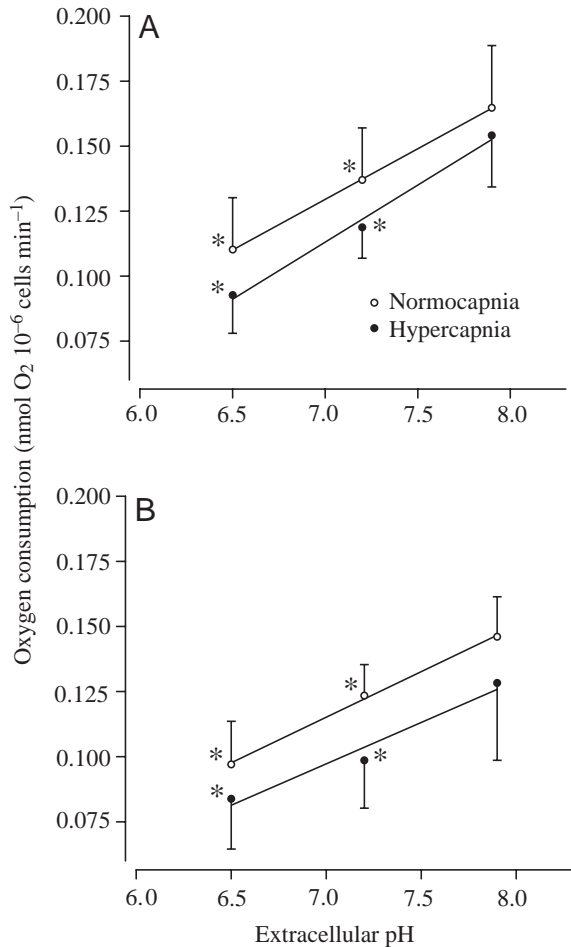 Oxygen consumption (nmol O₂ 10⁻⁶ cells min⁻¹)
A
0.200
0.175
0.150
0.125
0.100
0.075
*
*
*
*
Normocapnia
Hypercapnia
6.0 6.5 7.0 7.5 8.0
B
0.200
0.175
0.150
0.125
0.100
0.075
*
*
*
*
6.0 6.5 7.0 7.5 8.0
Extracellular pH